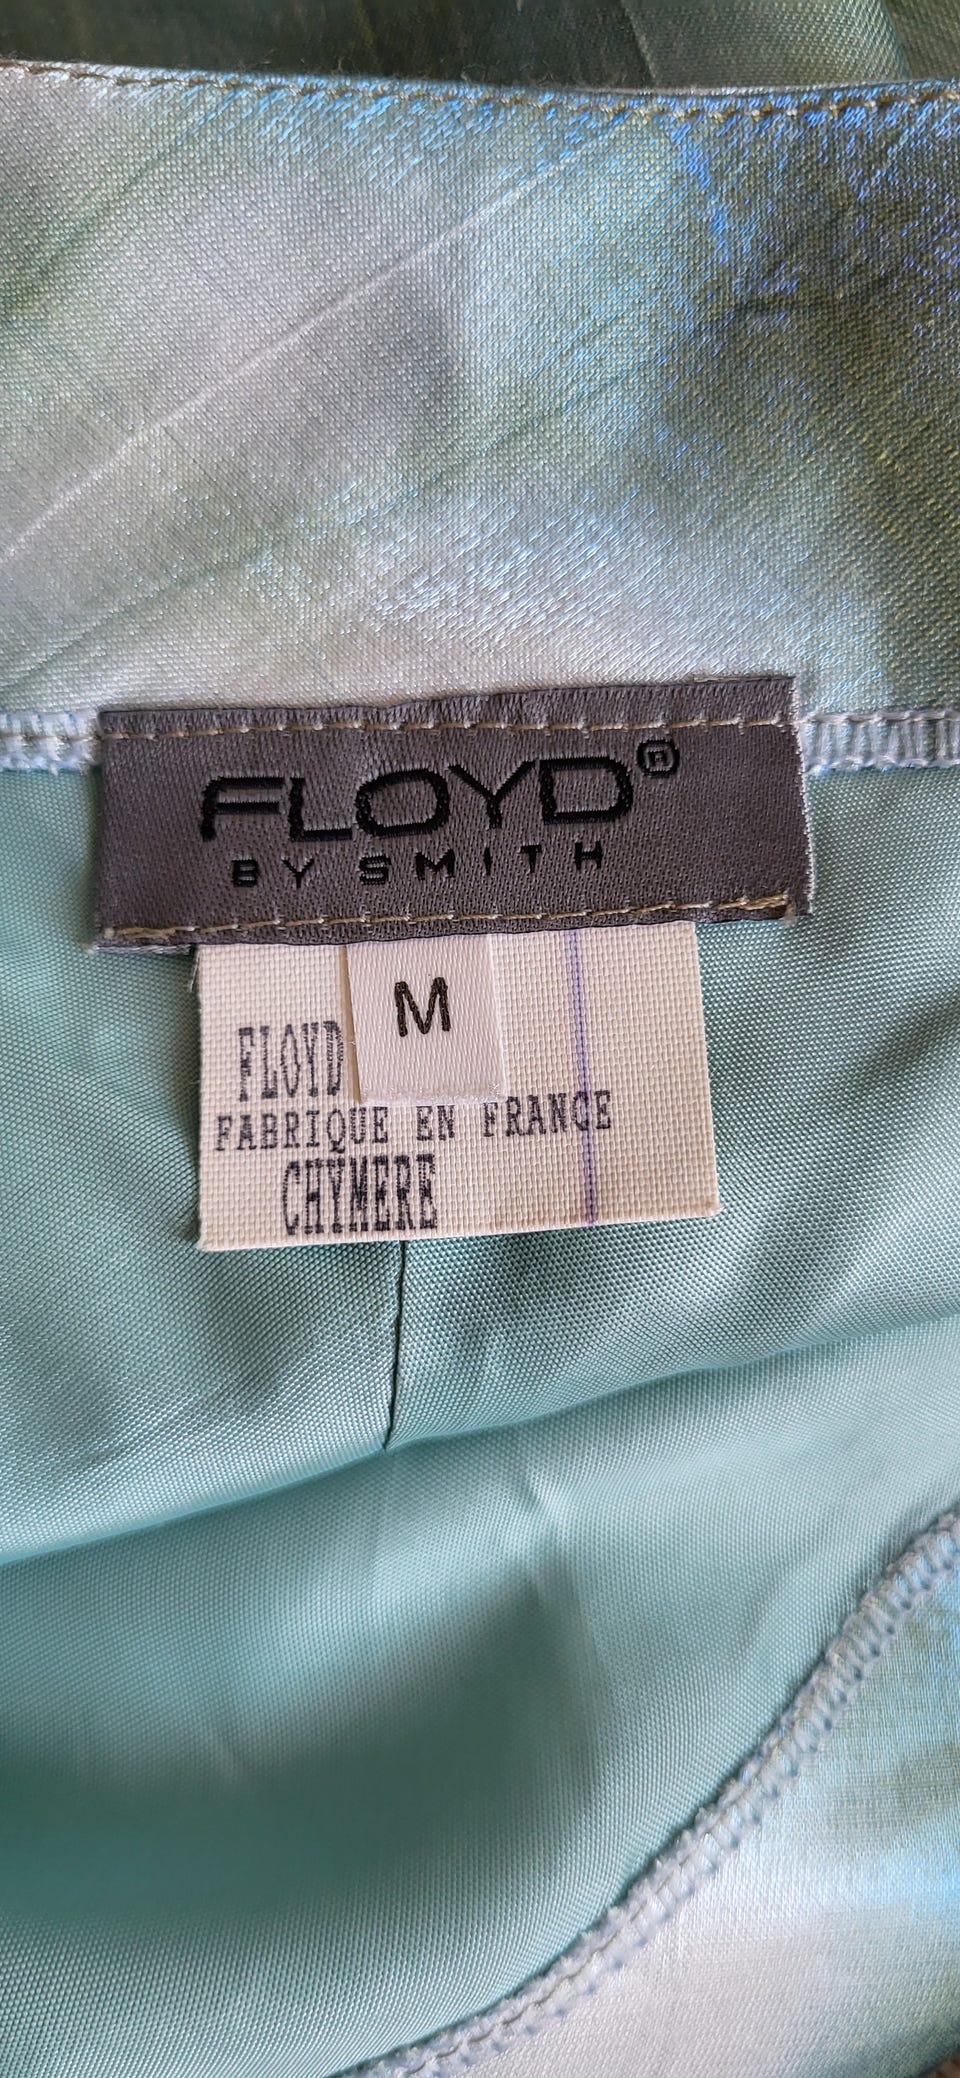 FLOYD®
BY SMITH
M
FLOYD
FABRIQUE EN FRANCE
CHYMERE